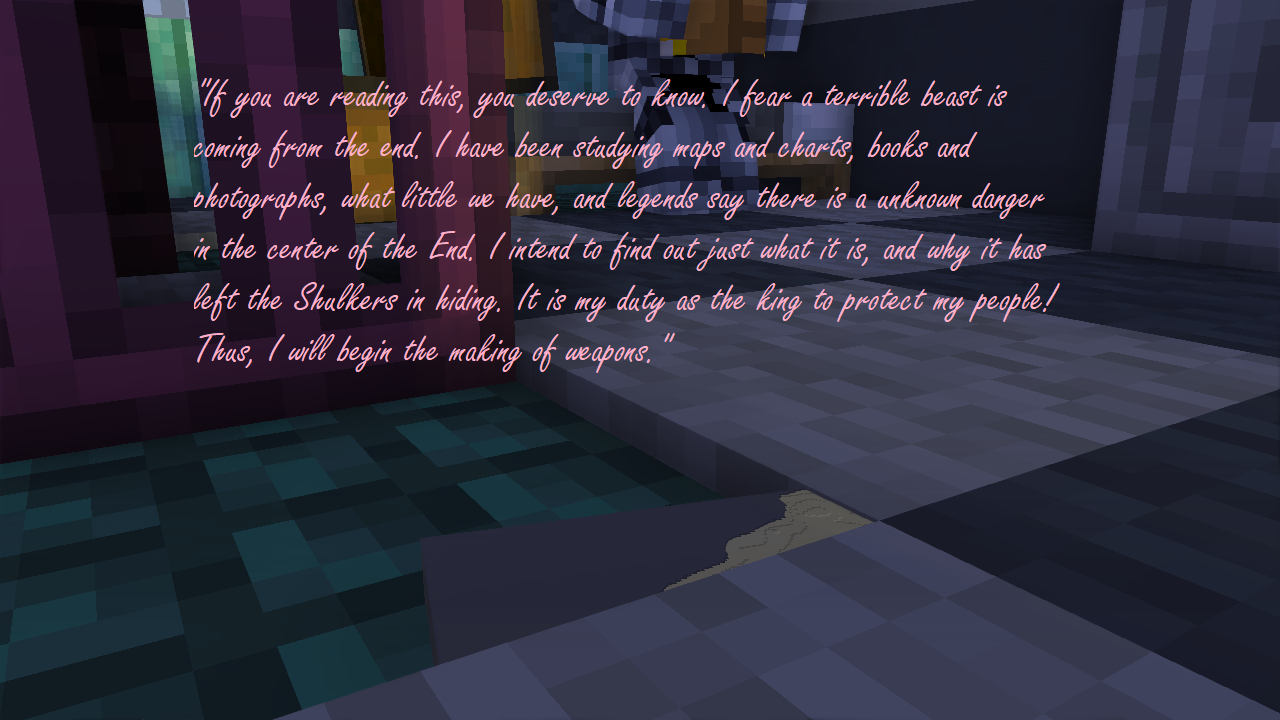 "If you are reading this, you deserve to know. I fear a terrible beast is
coming from the end. I have been studying maps and charts, books and
photographs, what little we have, and legends say there is a unknown danger
in the center of the End. I intend to find out just what it is, and why it has
left the Shulkers in hiding. It is my duty as the king to protect my people!
Thus, I will begin the making of weapons."